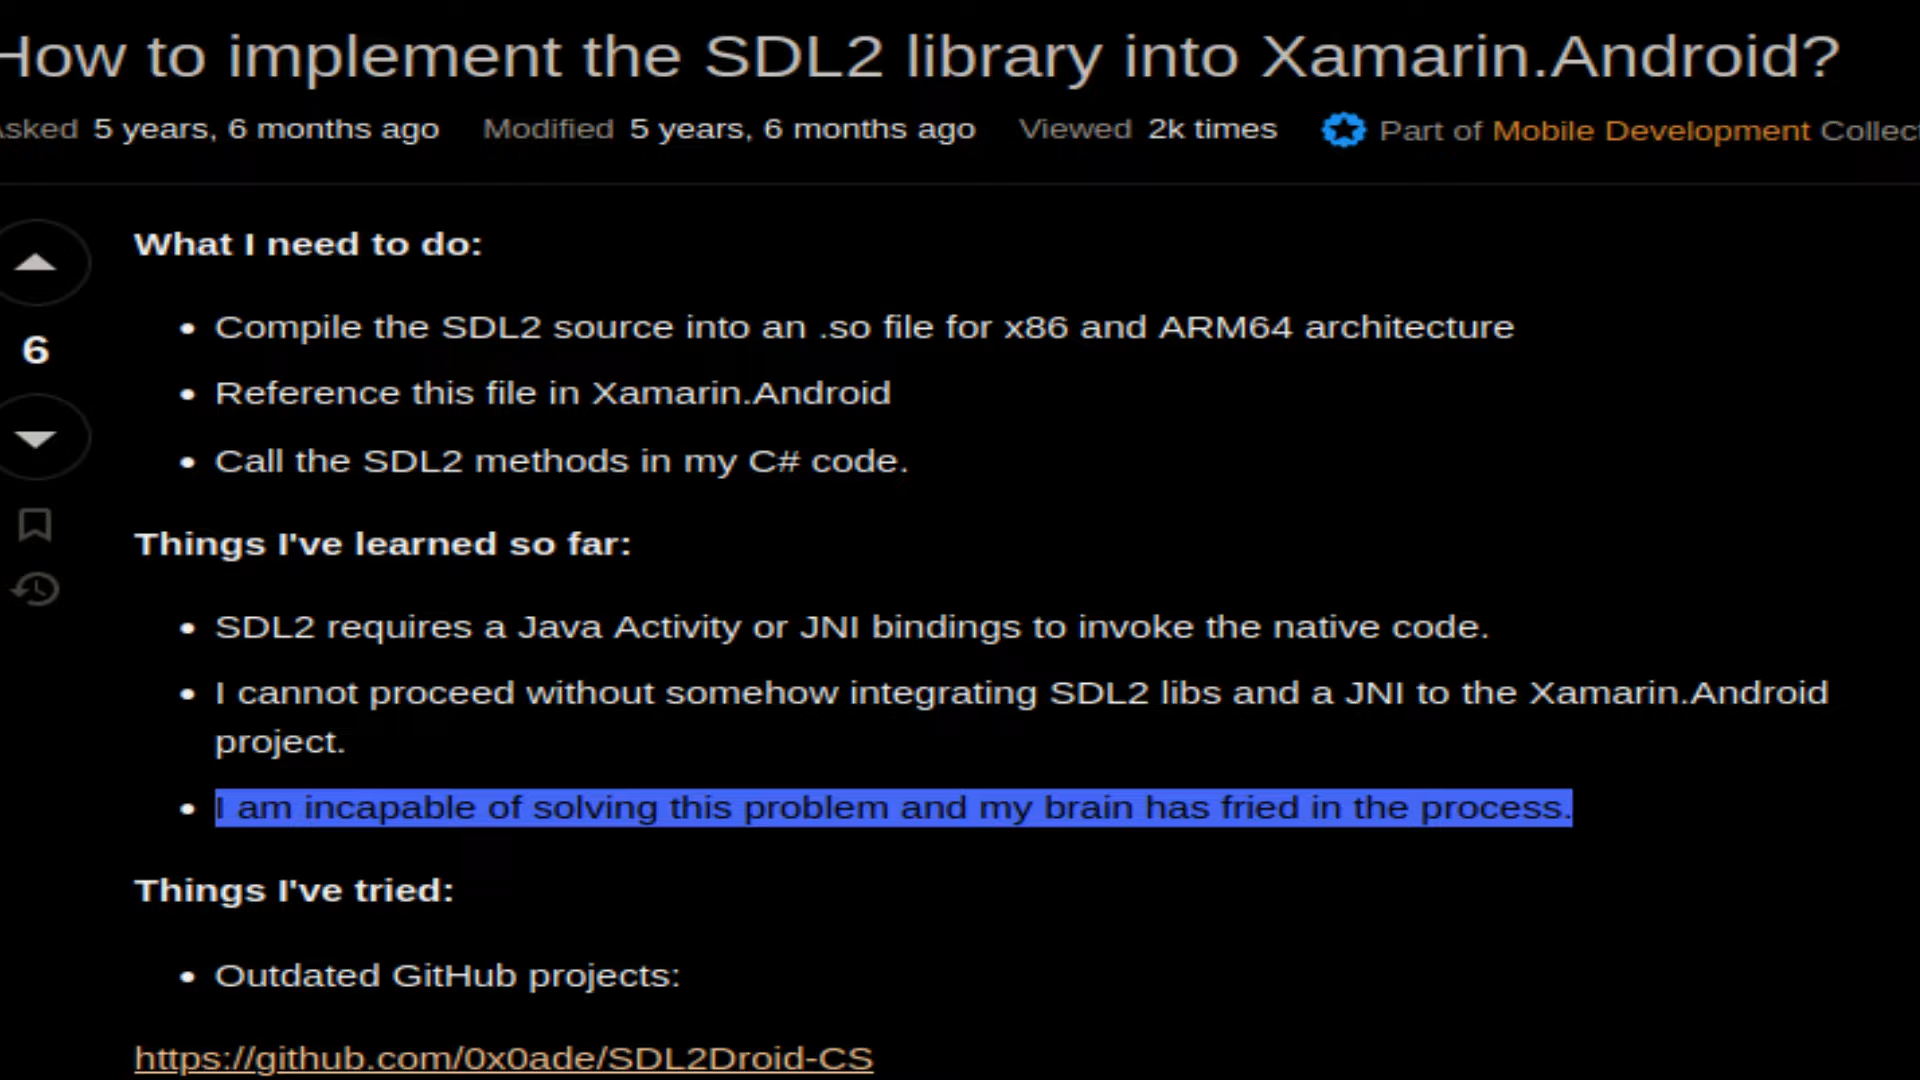 How to implement the SDL2 library into Xamarin.Android?
Asked 5 years, 6 months ago Modified 5 years, 6 months ago Viewed 2k times Part of Mobile Development Collec
What I need to do:
• Compile the SDL2 source into an .so file for x86 and ARM64 architecture
6
• Reference this file in Xamarin.Android
• Call the SDL2 methods in my C# code.
Things I've learned so far:
• SDL2 requires a Java Activity or JNI bindings to invoke the native code.
• I cannot proceed without somehow integrating SDL2 libs and a JNI to the Xamarin.Android
project.
• I am incapable of solving this problem and my brain has fried in the process.
Things I've tried:
• Outdated GitHub projects:
https://github.com/0x0ade/SDL2Droid-CS